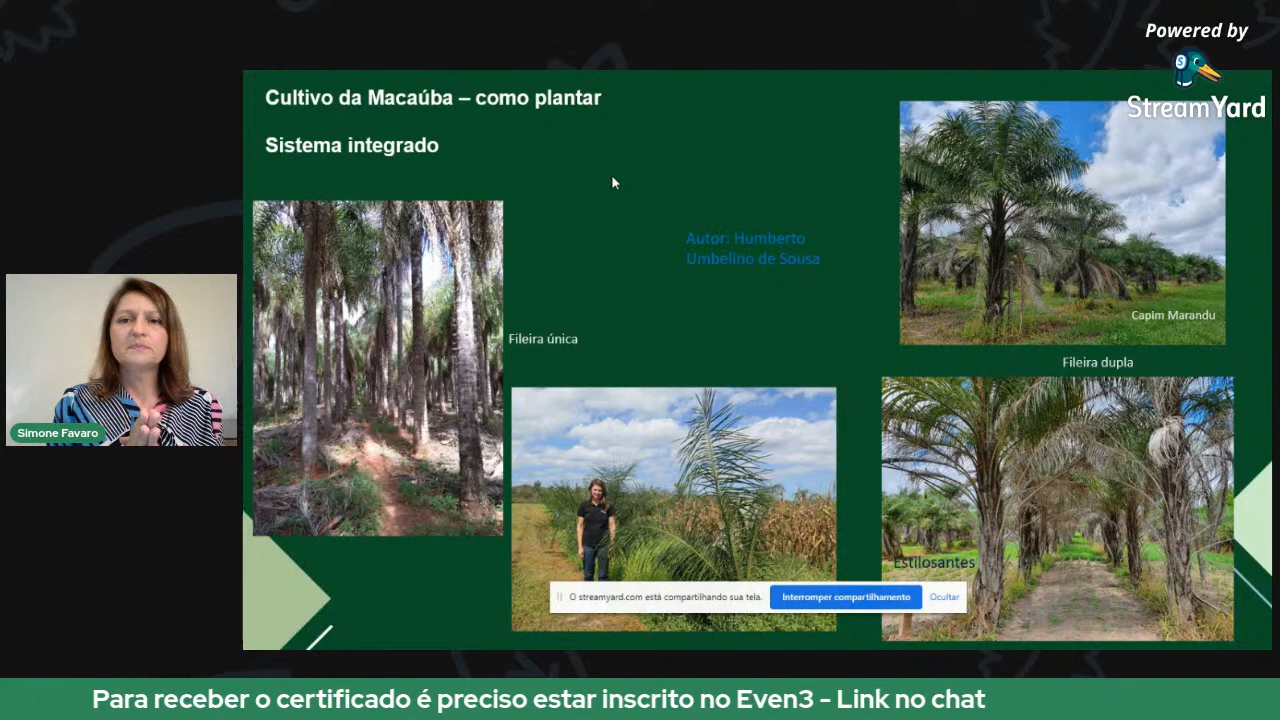 Powered by
StreamYard
Cultivo da Macaúba – como plantar
Sistema integrado
Autor: Humberto
Umbelino de Sousa
Capim Marandu
Fileira única
Fileira dupla
Simone Favaro
Estilosantes
O streamyard.com está compartilhando sua tela.
Interromper compartilhamento
Ocultar
Para receber o certificado é preciso estar inscrito no Even3 - Link no chat